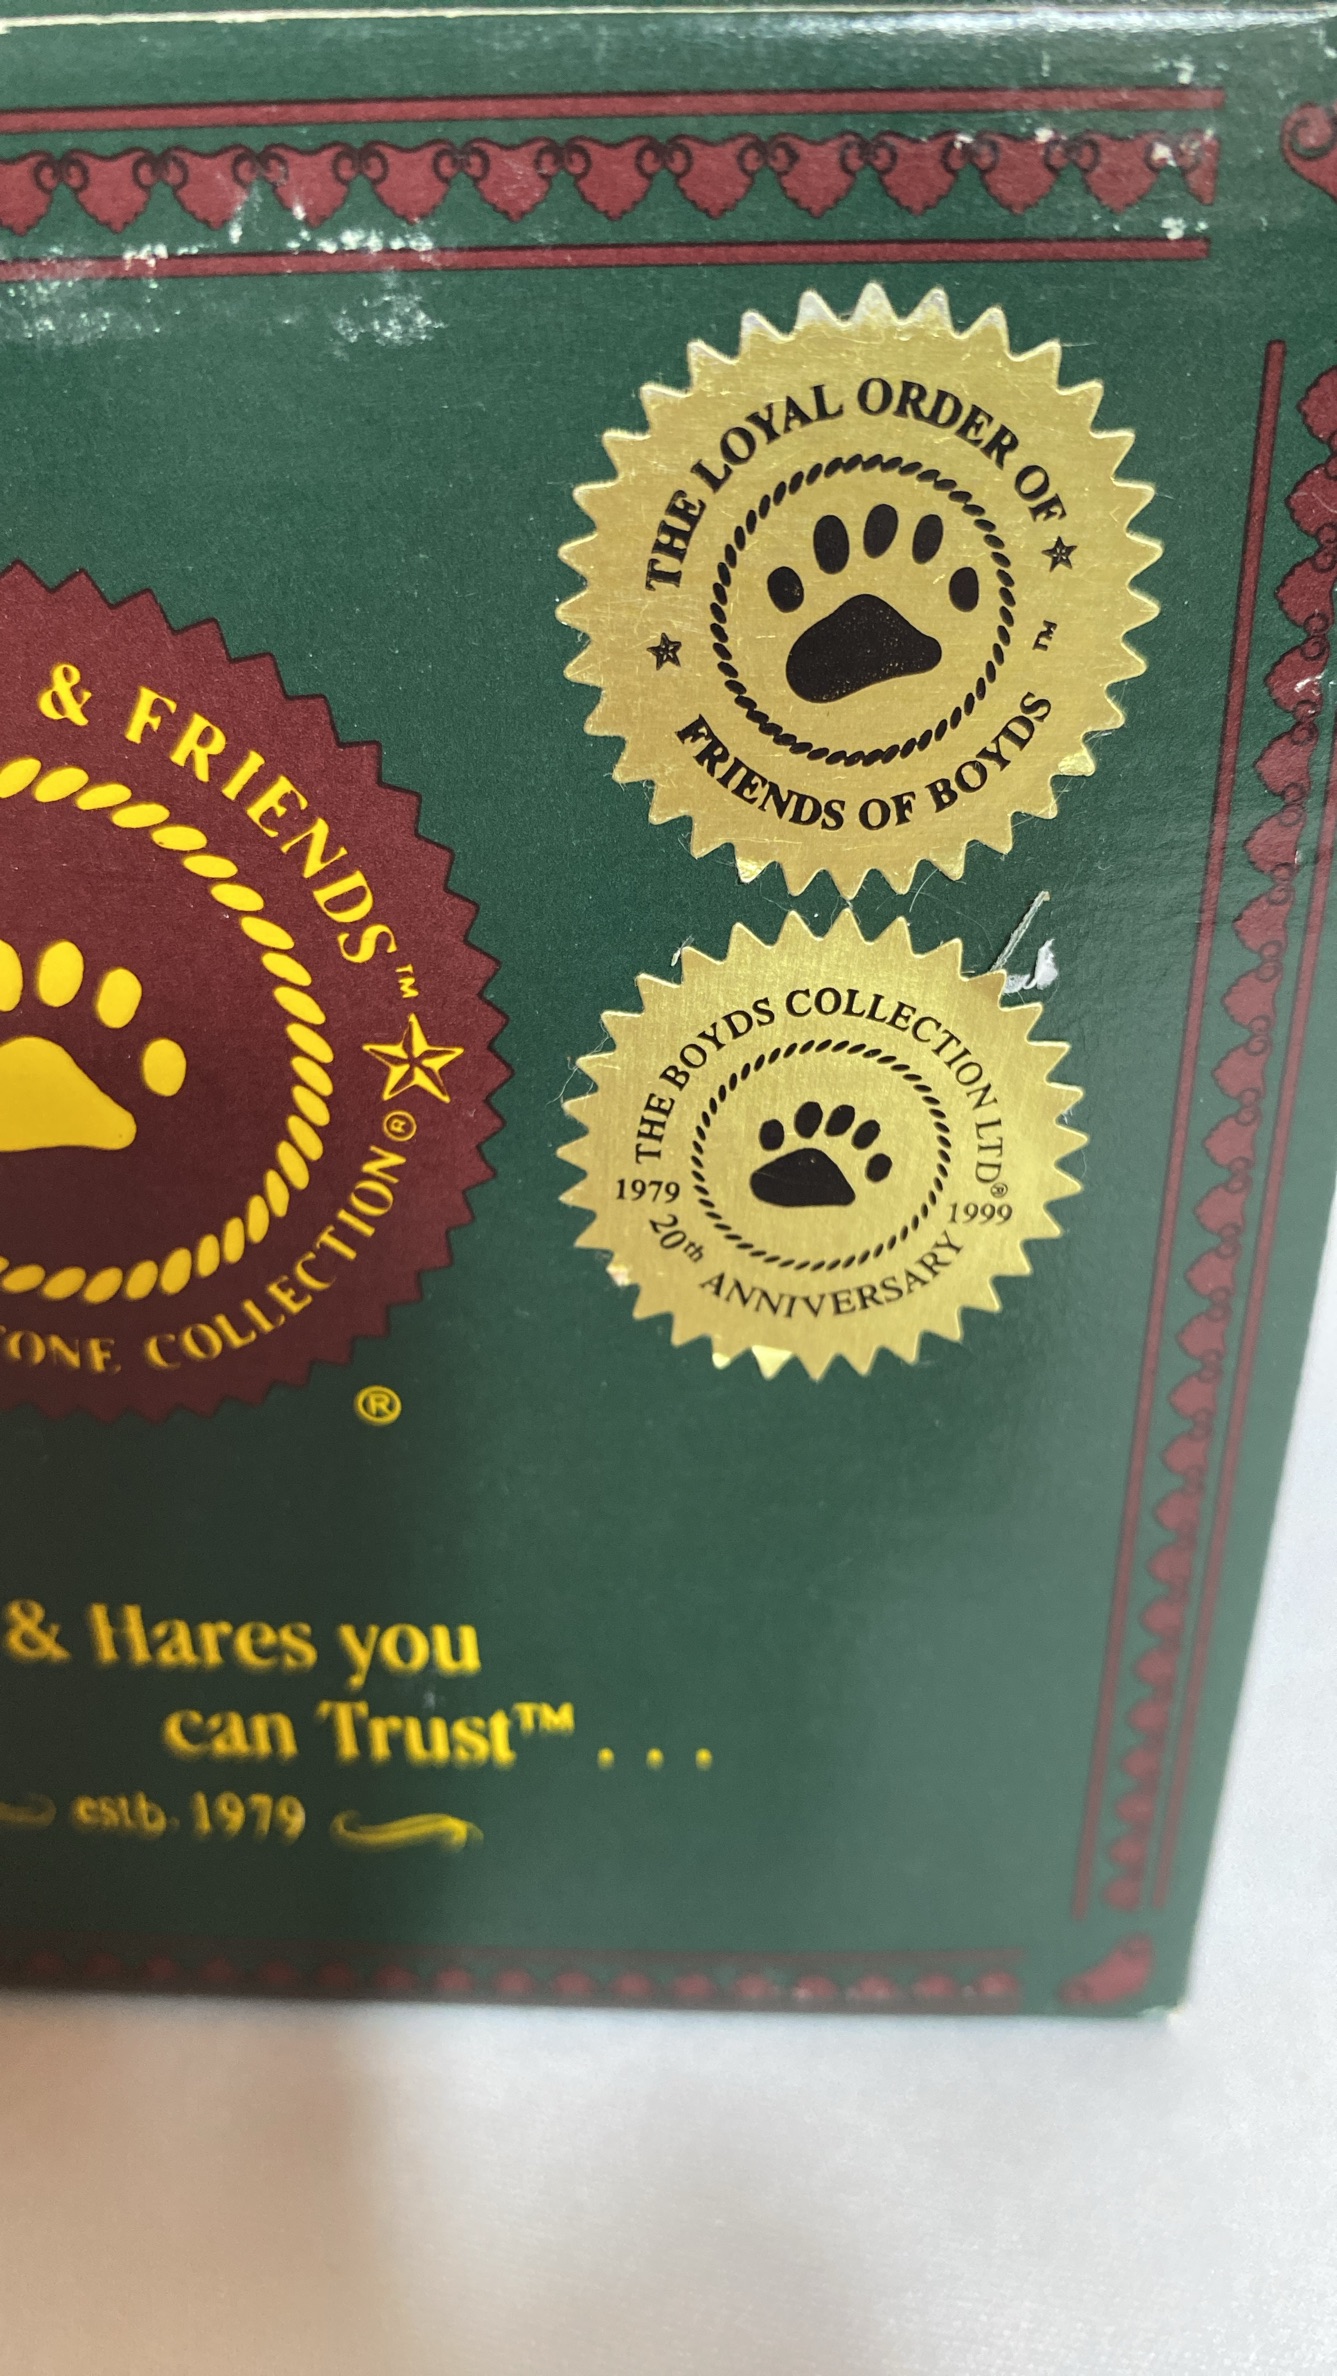 THE LOYAL ORDER OF
FRIENDS OF BOYDS ™
& FRIENDS™
COLLECTION®
®
THE BOYDS COLLECTION LTD®
1979 1999
20th ANNIVERSARY
& Hares you
can Trust™ . . .
estb. 1979